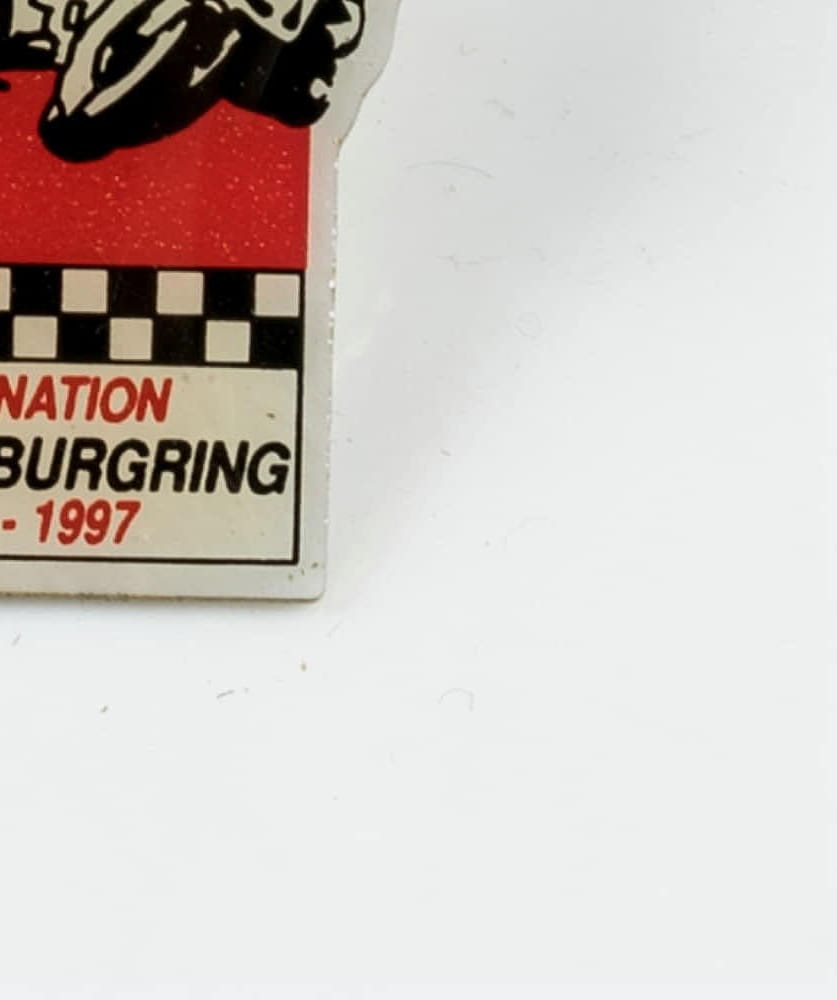 NATION
BURGRING
- 1997